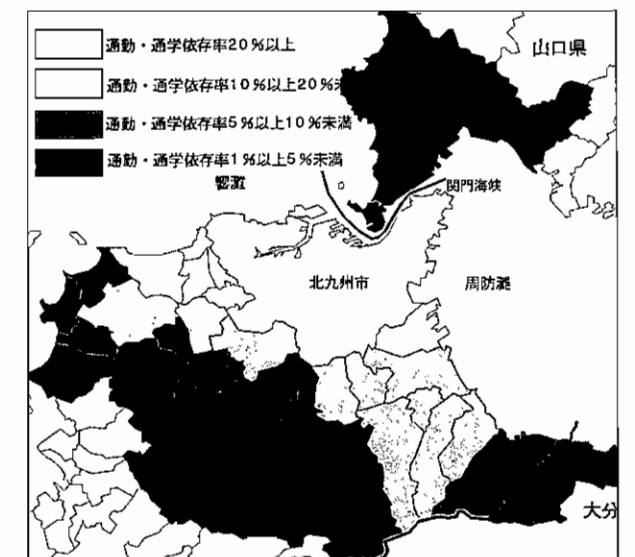 通勤・通学依存率20%以上
山口県
通勤・通学依存率10%以上20%未
通勤・通学依存率5%以上10%未満
通勤・通学依存率1%以上5%未満
響灘
関門海峡
北九州市
周防灘
大分